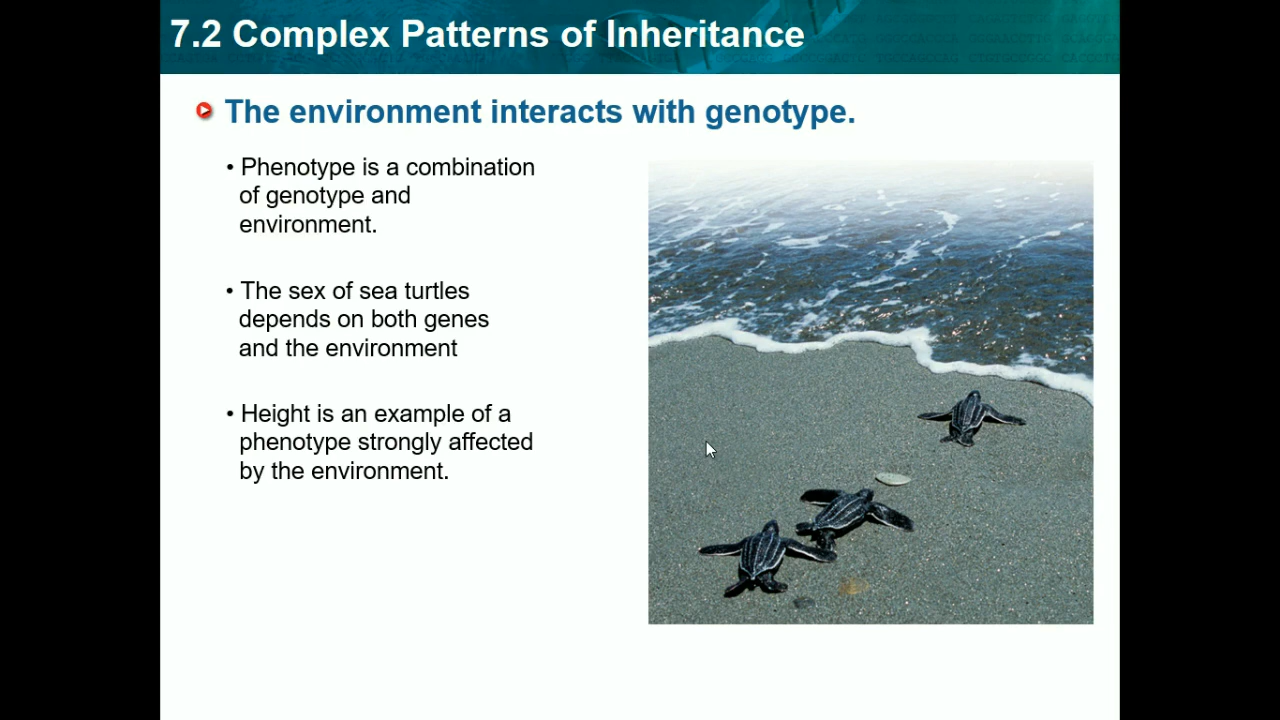 7.2 Complex Patterns of Inheritance
The environment interacts with genotype.
• Phenotype is a combination
of genotype and
environment.
• The sex of sea turtles
depends on both genes
and the environment
• Height is an example of a
phenotype strongly affected
by the environment.